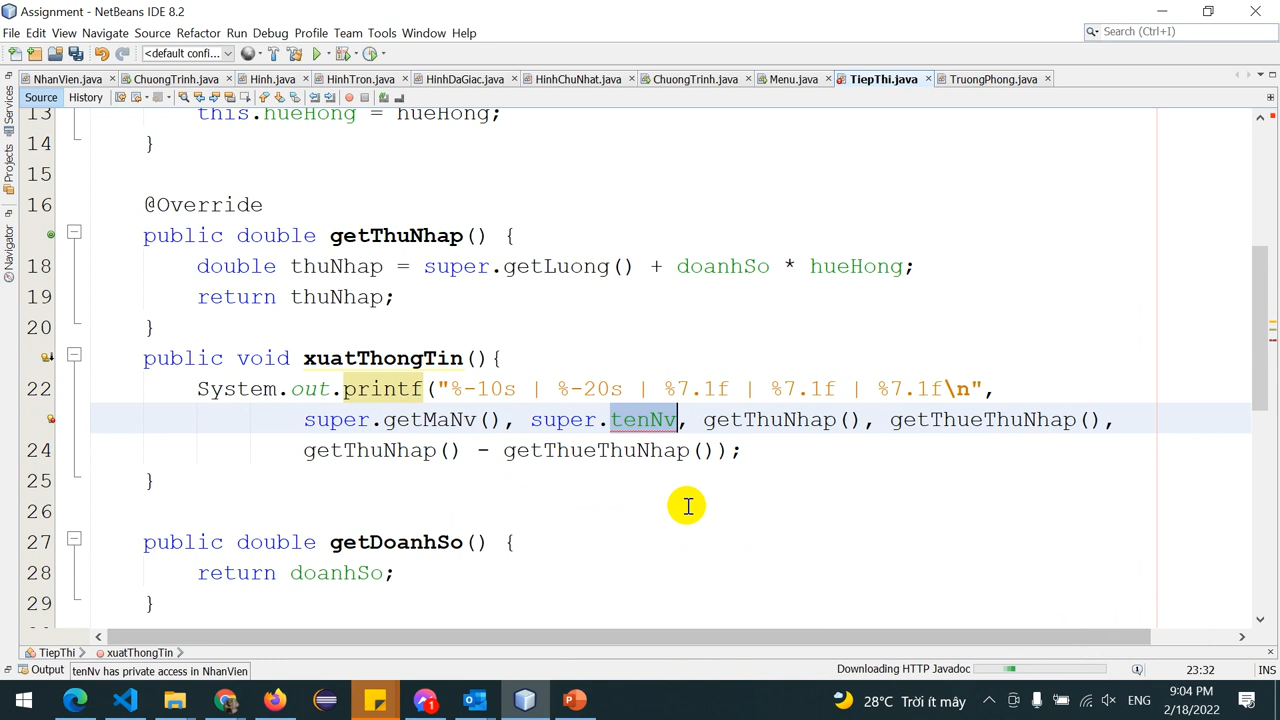 Assignment - NetBeans IDE 8.2
File Edit View Navigate Source Refactor Run Debug Profile Team Tools Window Help
Search (Ctrl+I)
<default confi...
NhanVien.java ChuongTrinh.java Hinh.java HinhTron.java HinhDaGiac.java HinhChuNhat.java ChuongTrinh.java Menu.java TiepThi.java TruongPhong.java
Source History
Services
Projects
Navigator
13 this.hueHong = hueHong;
14 }
15
16 @Override
public double getThuNhap() {
18 double thuNhap = super.getLuong() + doanhSo * hueHong;
19 return thuNhap;
20 }
public void xuatThongTin(){
22 System.out.printf("%-10s | %-20s | %7.1f | %7.1f | %7.1f\n",
super.getMaNv(), super.tenNv, getThuNhap(), getThueThuNhap(),
24 getThuNhap() - getThueThuNhap());
25 }
26
27 public double getDoanhSo() {
28 return doanhSo;
29 }
TiepThi xuatThongTin
Output tenNv has private access in NhanVien Downloading HTTP Javadoc 23:32 INS
1 28°C Trời ít mây ENG 9:04 PM
2/18/2022